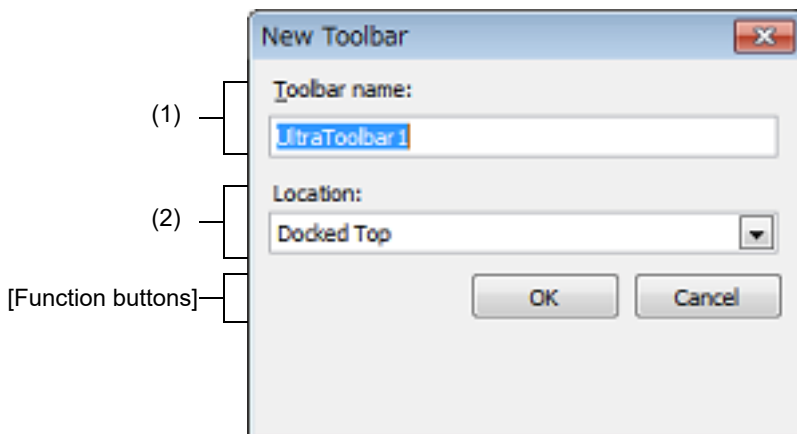 New Toolbar
Toolbar name:
(1)
UltraToolbar1
Location:
(2)
Docked Top
[Function buttons]
OK Cancel